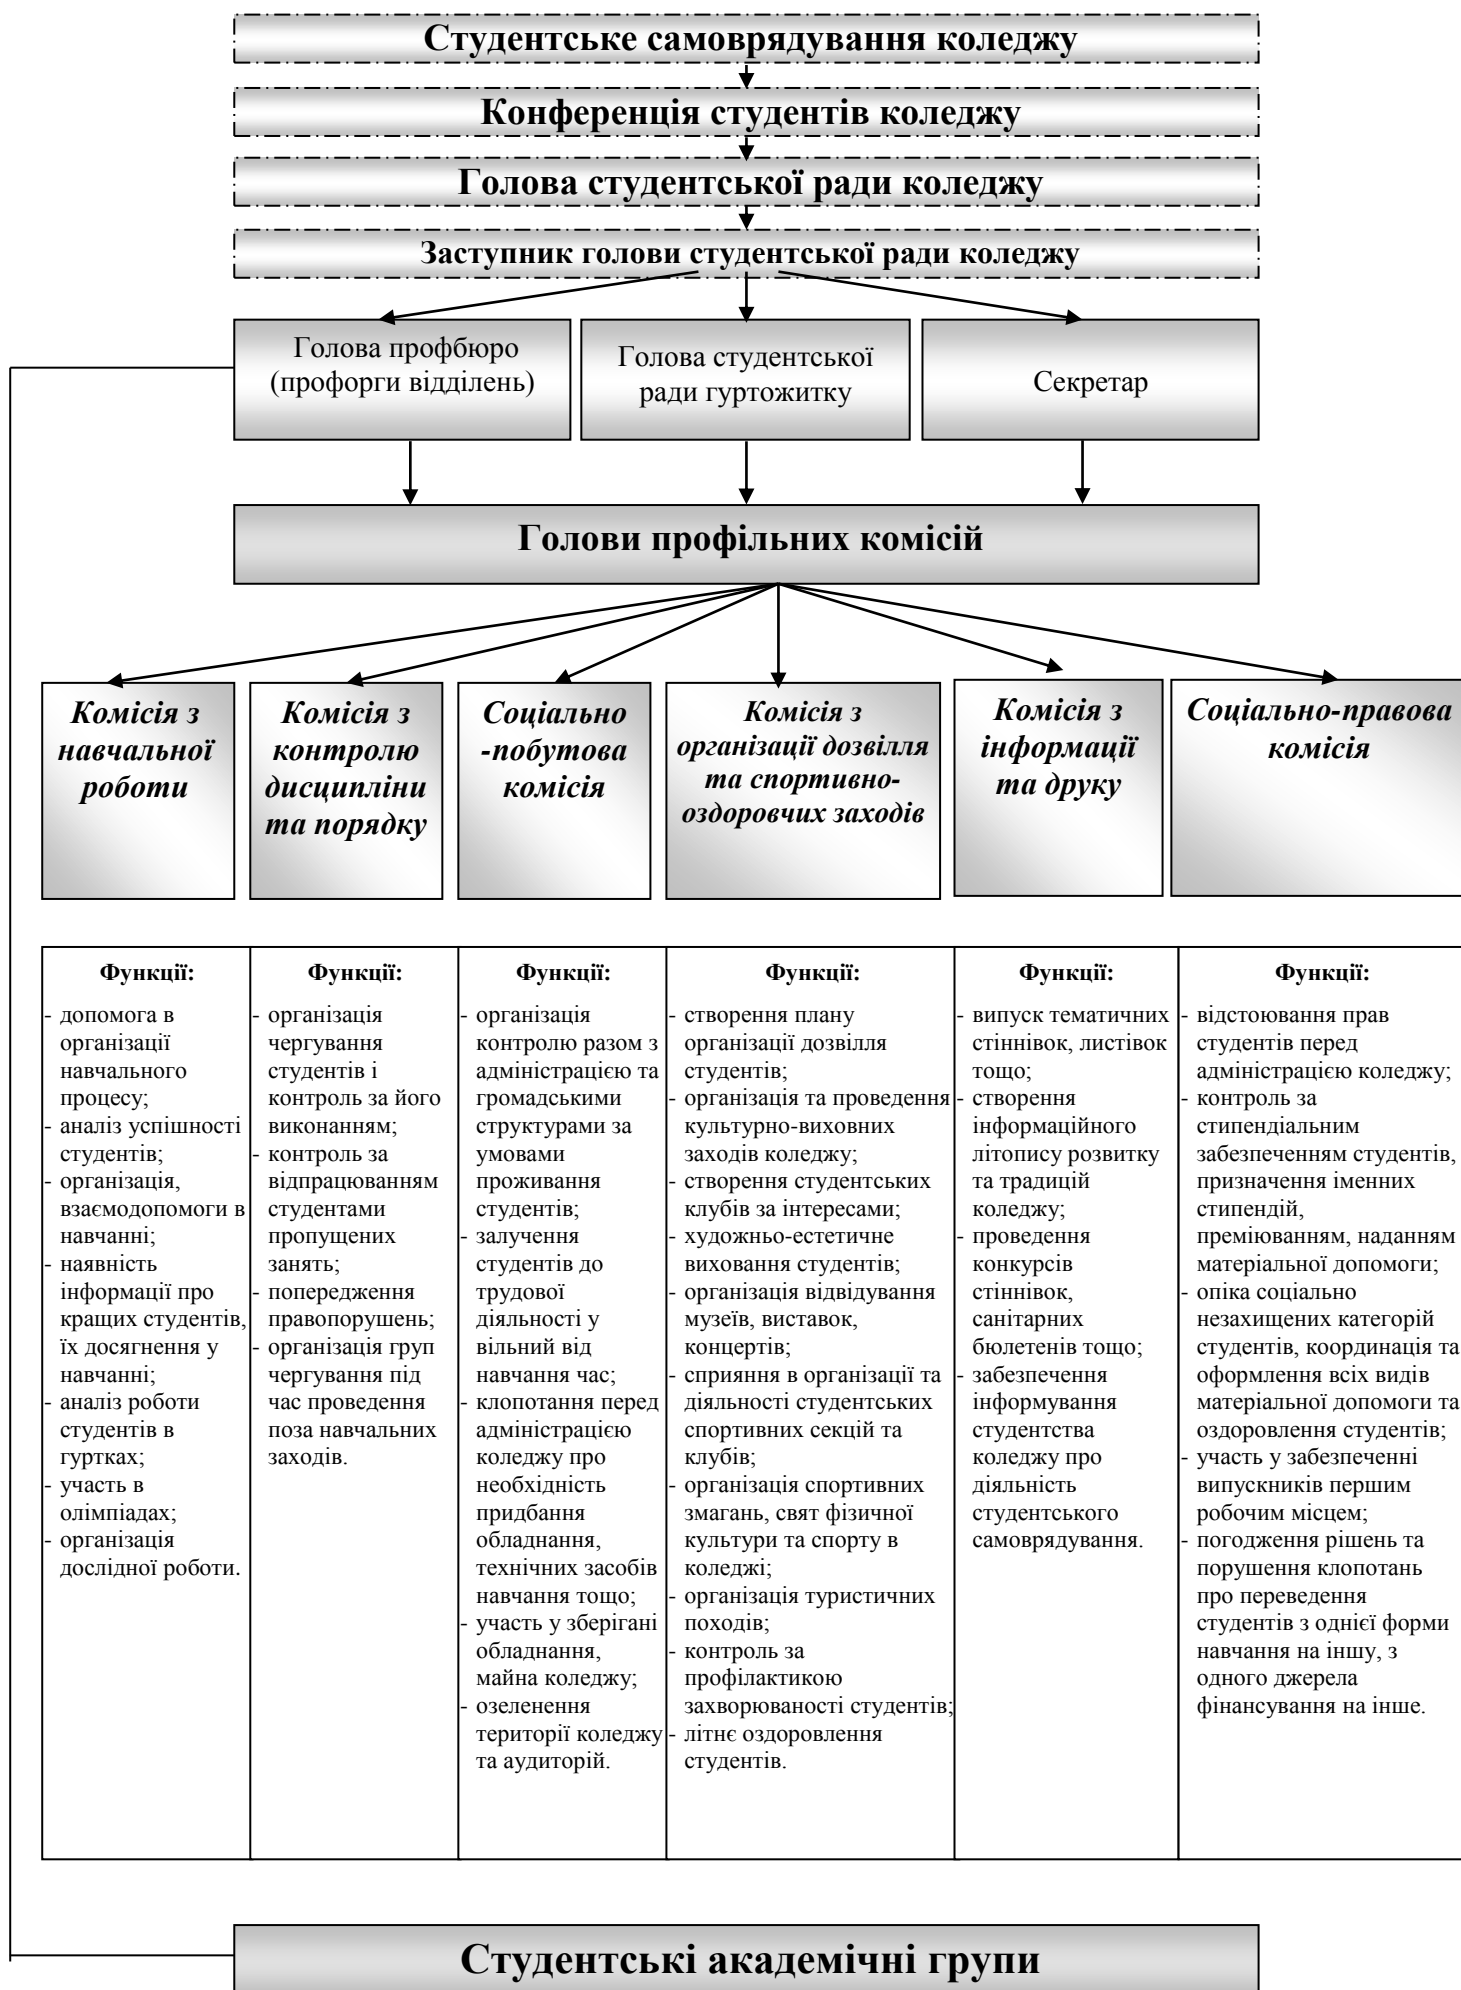 Студентське самоврядування коледжу
Конференція студентів коледжу
Голова студентської ради коледжу
Заступник голови студентської ради коледжу
Голова профбюро
(профорги відділень)
Голова студентської
ради гуртожитку
Секретар
Голови профільних комісій
Комісія з
навчальної
роботи
Комісія з
контролю
дисципліни
та порядку
Соціально
-побутова
комісія
Комісія з
організації дозвілля
та спортивно-
оздоровчих заходів
Комісія з
інформації
та друку
Соціально-правова
комісія
Функції:
- допомога в
організації
навчального
процесу;
- аналіз успішності
студентів;
- організація,
взаємодопомоги в
навчанні;
- наявність
інформації про
кращих студентів,
їх досягнення у
навчанні;
- аналіз роботи
студентів в
гуртках;
- участь в
олімпіадах;
- організація
дослідної роботи.
Функції:
- організація
чергування
студентів і
контроль за його
виконанням;
- контроль за
відпрацюванням
студентами
пропущених
занять;
- попередження
правопорушень;
- організація груп
чергування під
час проведення
поза навчальних
заходів.
Функції:
- організація
контролю разом з
адміністрацією та
громадськими
структурами за
умовами
проживання
студентів;
- залучення
студентів до
трудової
діяльності у
вільний від
навчання час;
- клопотання перед
адміністрацією
коледжу про
необхідність
придбання
обладнання,
технічних засобів
навчання тощо;
- участь у зберігані
обладнання,
майна коледжу;
- озеленення
території коледжу
та аудиторій.
Функції:
- створення плану
організації дозвілля
студентів;
- організація та проведення
культурно-виховних
заходів коледжу;
- створення студентських
клубів за інтересами;
- художньо-естетичне
виховання студентів;
- організація відвідування
музеїв, виставок,
концертів;
- сприяння в організації та
діяльності студентських
спортивних секцій та
клубів;
- організація спортивних
змагань, свят фізичної
культури та спорту в
коледжі;
- організація туристичних
походів;
- контроль за
профілактикою
захворюваності студентів;
- літнє оздоровлення
студентів.
Функції:
- випуск тематичних
стіннівок, листівок
тощо;
- створення
інформаційного
літопису розвитку
та традицій
коледжу;
- проведення
конкурсів
стіннівок,
санітарних
бюлетенів тощо;
- забезпечення
інформування
студентства
коледжу про
діяльність
студентського
самоврядування.
Функції:
- відстоювання прав
студентів перед
адміністрацією коледжу;
- контроль за
стипендіальним
забезпеченням студентів,
призначення іменних
стипендій,
преміюванням, наданням
матеріальної допомоги;
- опіка соціально
незахищених категорій
студентів, координація та
оформлення всіх видів
матеріальної допомоги та
оздоровлення студентів;
- участь у забезпеченні
випускників першим
робочим місцем;
- погодження рішень та
порушення клопотань
про переведення
студентів з однієї форми
навчання на іншу, з
одного джерела
фінансування на інше.
Студентські академічні групи